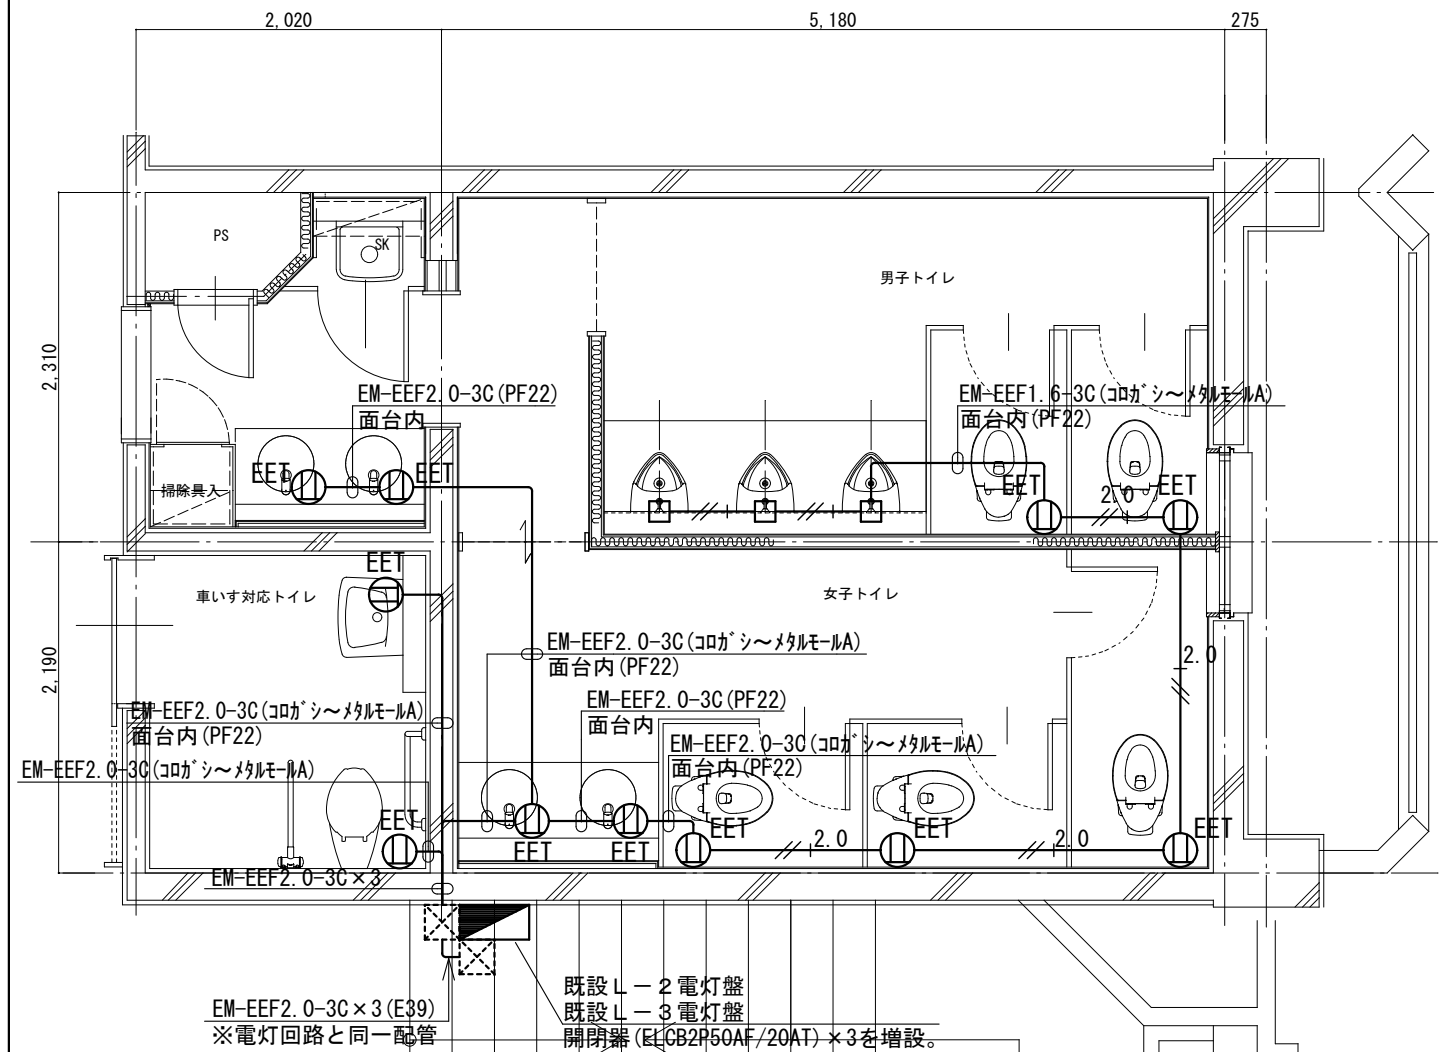 2,020
5,180
275
PS
SK
男子トイレ
2,310
EM-EEF2.0-3C(PF22)
面台内
EM-EEF1.6-3C(コロガシ～メタルモールA)
面台内(PF22)
EET
EET
掃除具入
EET
2.0
EET
EET
車いす対応トイレ
女子トイレ
EM-EEF2.0-3C(コロガシ～メタルモールA)
面台内(PF22)
2.0
2,190
EM-EEF2.0-3C(PF22)
面台内
EM-EEF2.0-3C(コロガシ～メタルモールA)
面台内(PF22)
EM-EEF2.0-3C(コロガシ～メタルモールA)
面台内(PF22)
EM-EEF2.0-3C(コロガシ～メタルモールA)
EET
EET
EET
EET
2.0
EET
2.0
EET
EM-EEF2.0-3C×3
EM-EEF2.0-3C×3(E39)
※電灯回路と同一配管
既設L－2電灯盤
既設L－3電灯盤
開閉器(ELCB2P50AF/20AT)×3を増設。